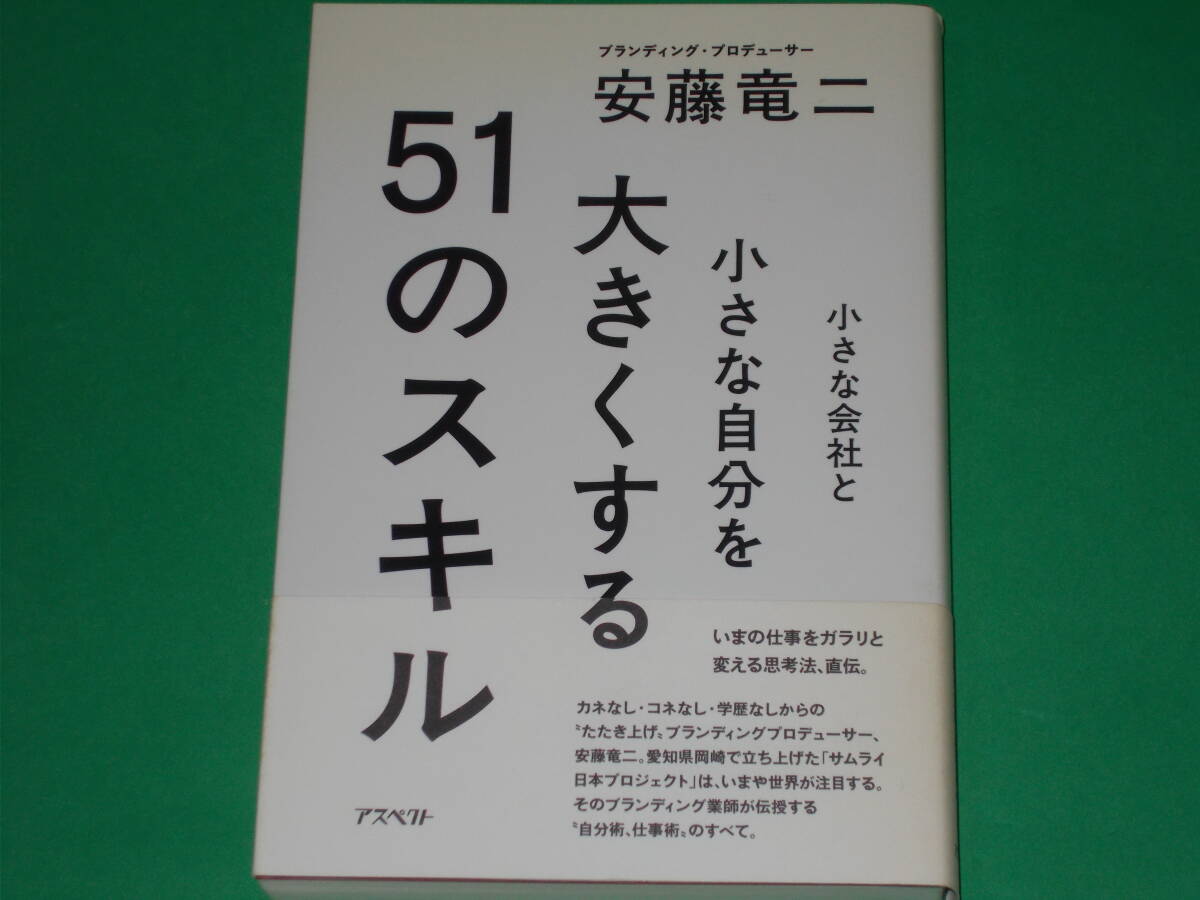 ブランディング・プロデューサー
安藤竜二
小さな会社と
小さな自分を
大きくする
51のスキル
いまの仕事をガラリと
変える思考法、直伝。
カネなし・コネなし・学歴なしからの
〝たたき上げ〟ブランディングプロデューサー、
安藤竜二。愛知県岡崎で立ち上げた「サムライ
日本プロジェクト」は、いまや世界が注目する。
そのブランディング業師が伝授する
〝自分術、仕事術〟のすべて。
アスペクト